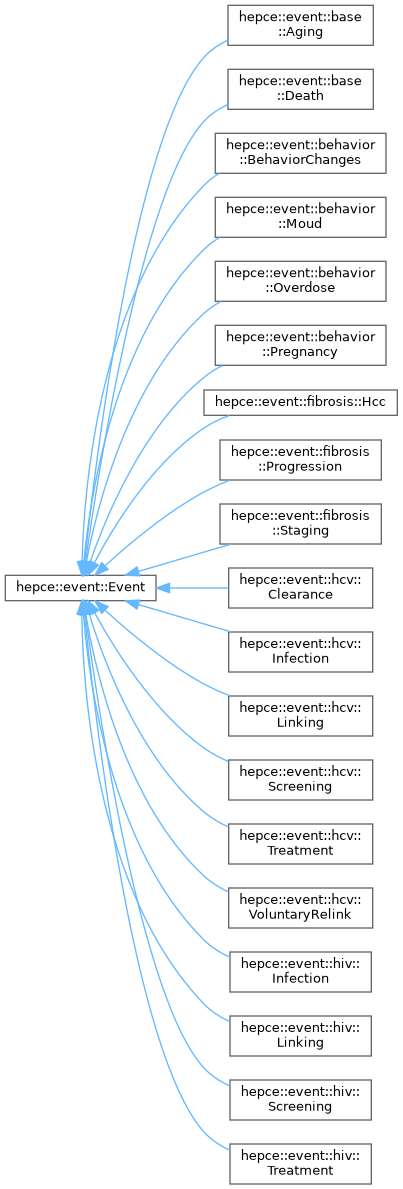 hepce::event::base
::Aging
hepce::event::base
::Death
hepce::event::behavior
::BehaviorChanges
hepce::event::behavior
::Moud
hepce::event::behavior
::Overdose
hepce::event::behavior
::Pregnancy
hepce::event::fibrosis::Hcc
hepce::event::fibrosis
::Progression
hepce::event::fibrosis
::Staging
hepce::event::Event
hepce::event::hcv::
Clearance
hepce::event::hcv::
Infection
hepce::event::hcv::
Linking
hepce::event::hcv::
Screening
hepce::event::hcv::
Treatment
hepce::event::hcv::
VoluntaryRelink
hepce::event::hiv::
Infection
hepce::event::hiv::
Linking
hepce::event::hiv::
Screening
hepce::event::hiv::
Treatment